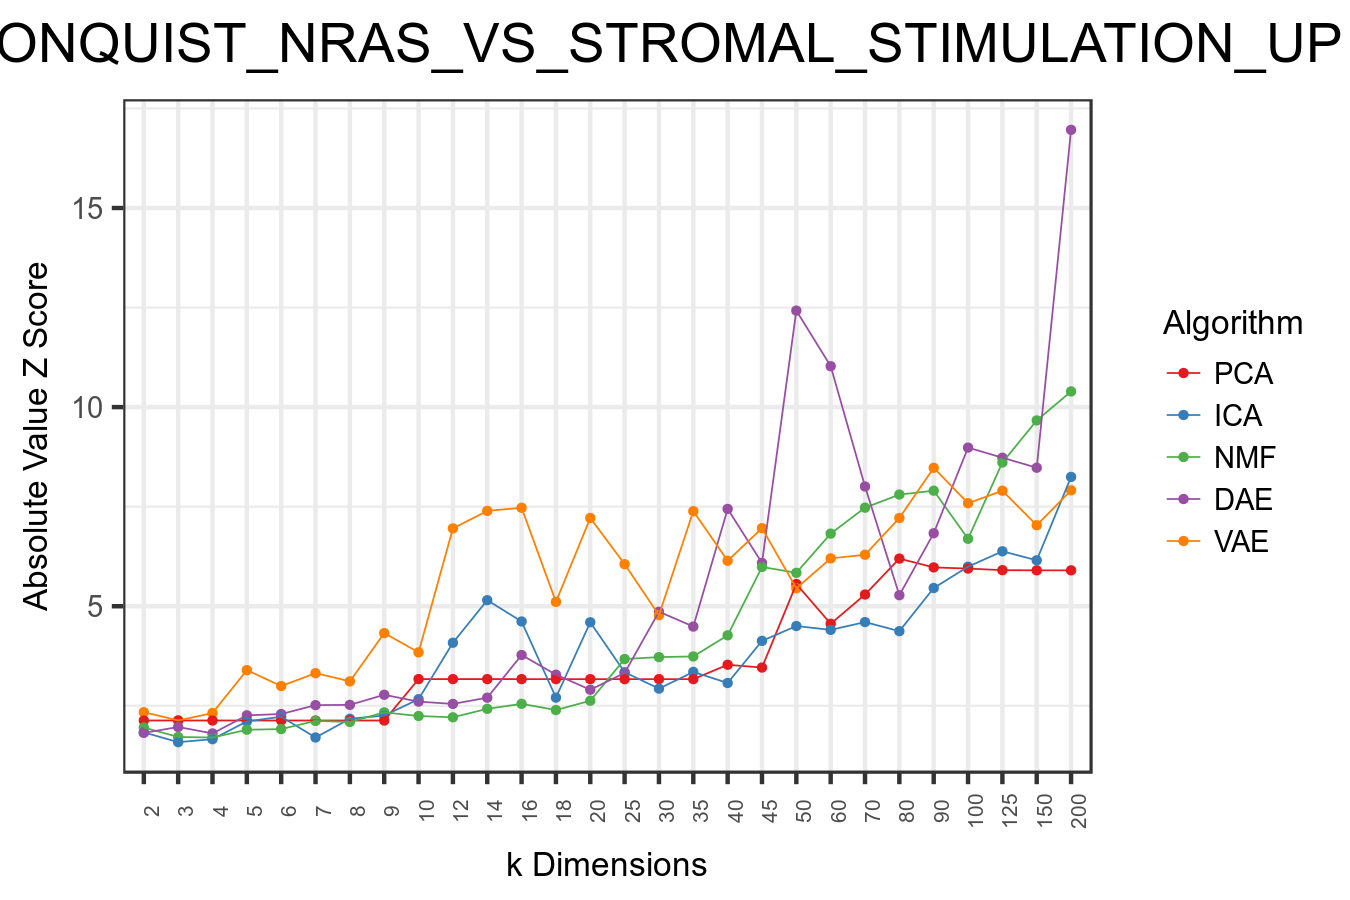 ONQUIST_NRAS_VS_STROMAL_STIMULATION_UP
15
10
5
Absolute Value Z Score
2 3 4 5 6 7 8 9 10 12 14 16 18 20 25 30 35 40 45 50 60 70 80 90 100 125 150 200
k Dimensions
Algorithm
PCA
ICA
NMF
DAE
VAE